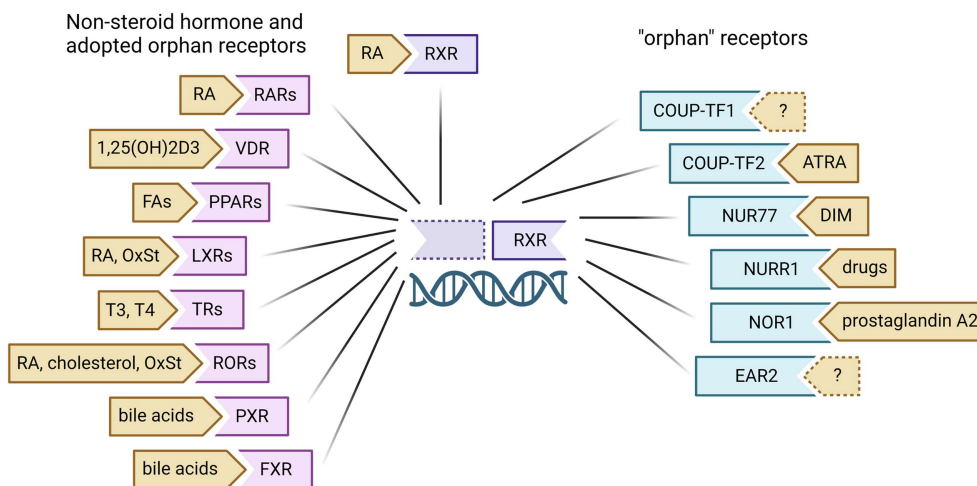 Non-steroid hormone and
adopted orphan receptors
RA RXR
"orphan" receptors
RA RARs
COUP-TF1 ?
1,25(OH)2D3 VDR
COUP-TF2 ATRA
FAs PPARs
NUR77 DIM
RXR
RA, OxSt LXRs
NURR1 drugs
T3, T4 TRs
NOR1 prostaglandin A2
RA, cholesterol, OxSt RORs
EAR2 ?
bile acids PXR
bile acids FXR